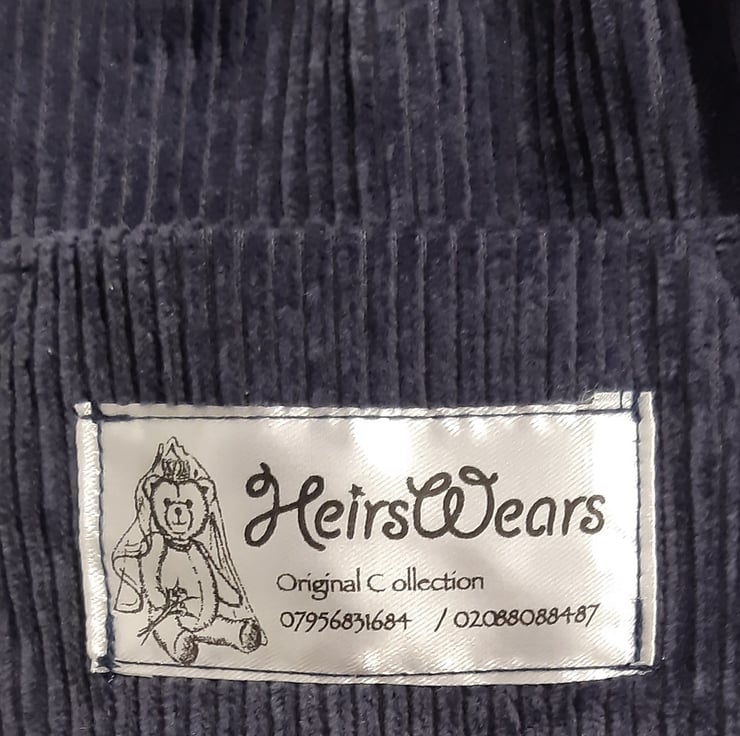 HeirsWears
Original C ollection
07956831684 / 02088088487